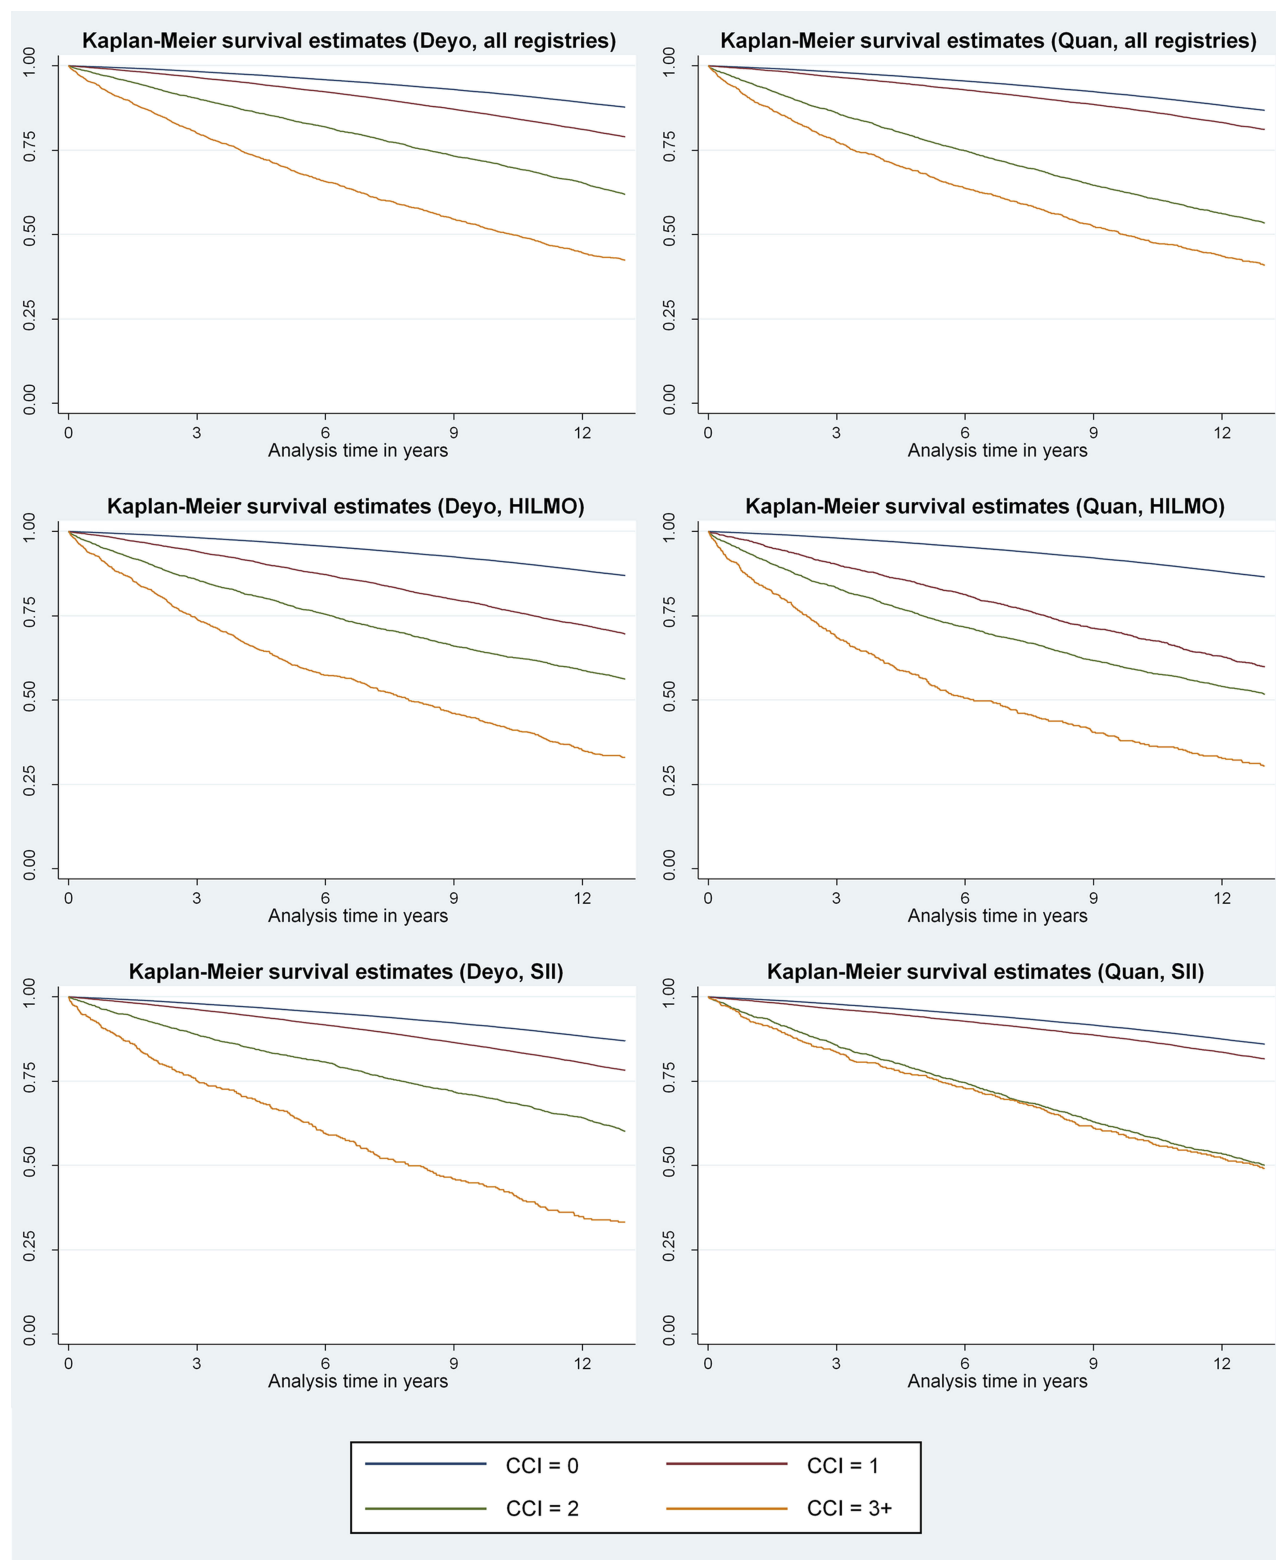 Kaplan-Meier survival estimates (Deyo, all registries)
1.00
0.75
0.50
0.25
0.00
0 3 6 9 12
Analysis time in years
Kaplan-Meier survival estimates (Quan, all registries)
1.00
0.75
0.50
0.25
0.00
0 3 6 9 12
Analysis time in years
Kaplan-Meier survival estimates (Deyo, HILMO)
1.00
0.75
0.50
0.25
0.00
0 3 6 9 12
Analysis time in years
Kaplan-Meier survival estimates (Quan, HILMO)
1.00
0.75
0.50
0.25
0.00
0 3 6 9 12
Analysis time in years
Kaplan-Meier survival estimates (Deyo, SII)
1.00
0.75
0.50
0.25
0.00
0 3 6 9 12
Analysis time in years
Kaplan-Meier survival estimates (Quan, SII)
1.00
0.75
0.50
0.25
0.00
0 3 6 9 12
Analysis time in years
CCI = 0 CCI = 1
CCI = 2 CCI = 3+